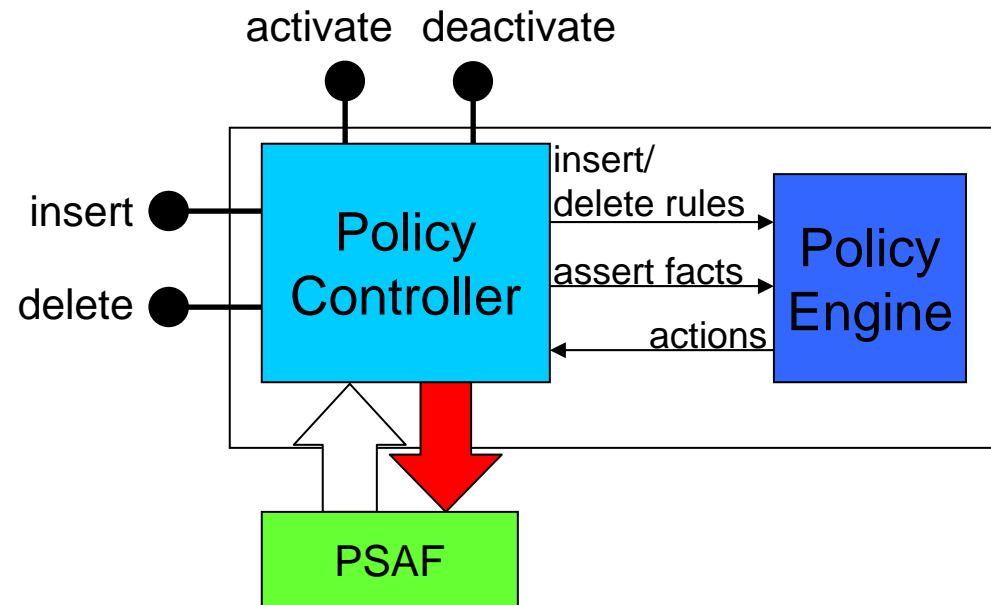 activate deactivate
insert/
delete rules
insert
Policy
Controller
Policy
Engine
assert facts
delete
actions
PSAF